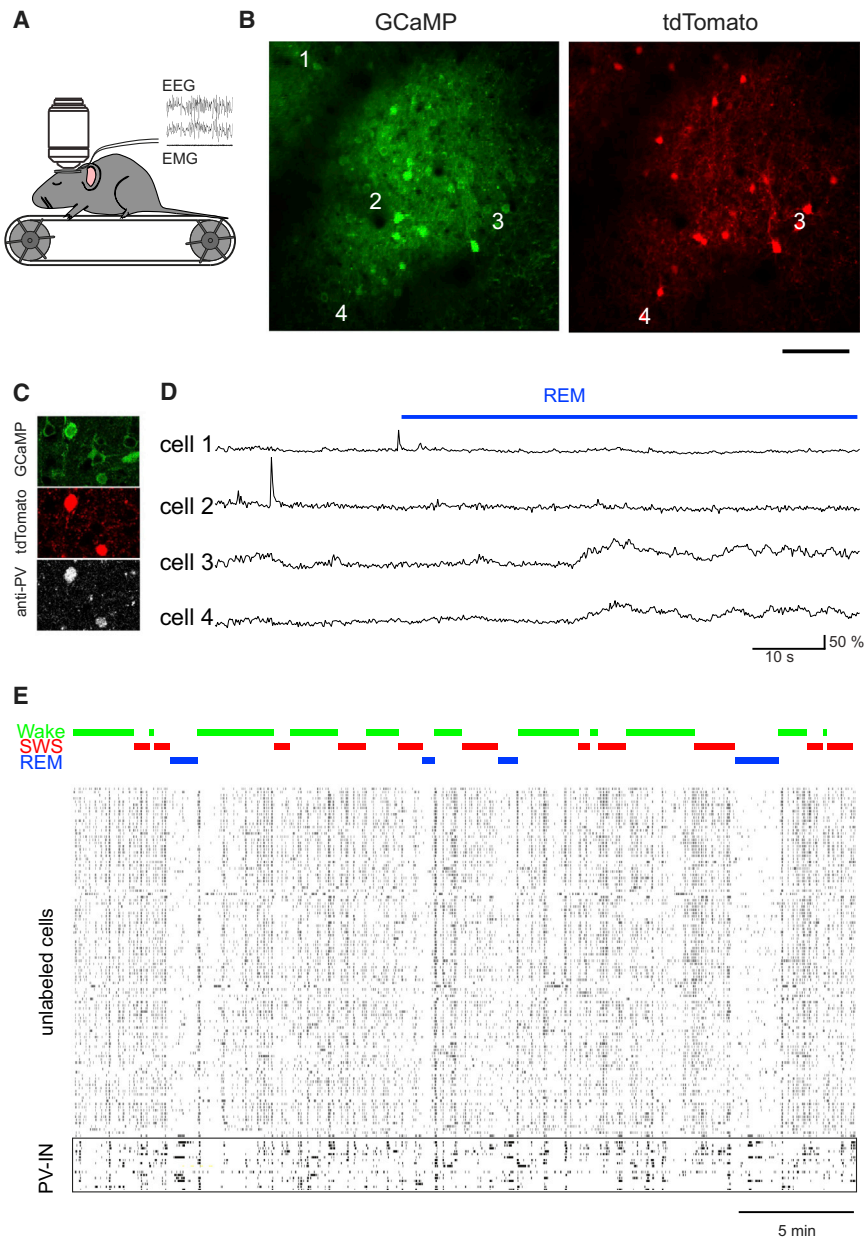 A
EEG
EMG
B
GCaMP
tdTomato
1
2
3
4
3
4
C
GCaMP
tdTomato
anti-PV
D
REM
cell 1
cell 2
cell 3
cell 4
50 %
10 s
E
Wake
SWS
REM
unlabeled cells
PV-IN
5 min